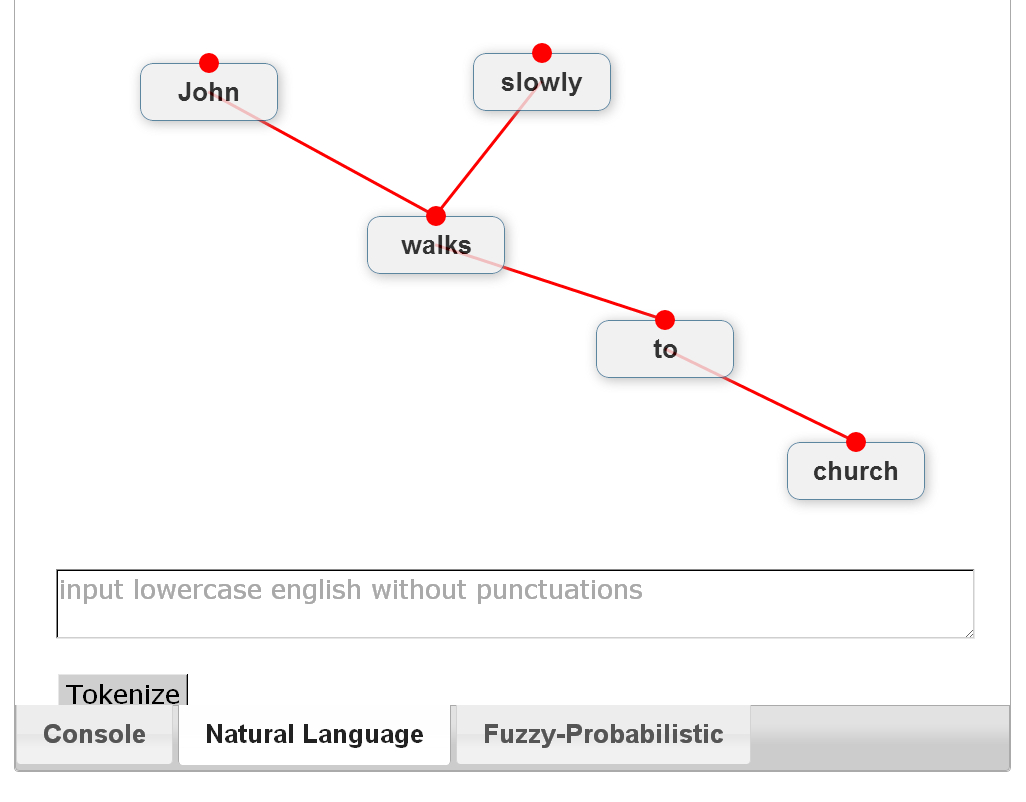 John
slowly
walks
to
church
input lowercase english without punctuations
Tokenize
Console
Natural Language
Fuzzy-Probabilistic